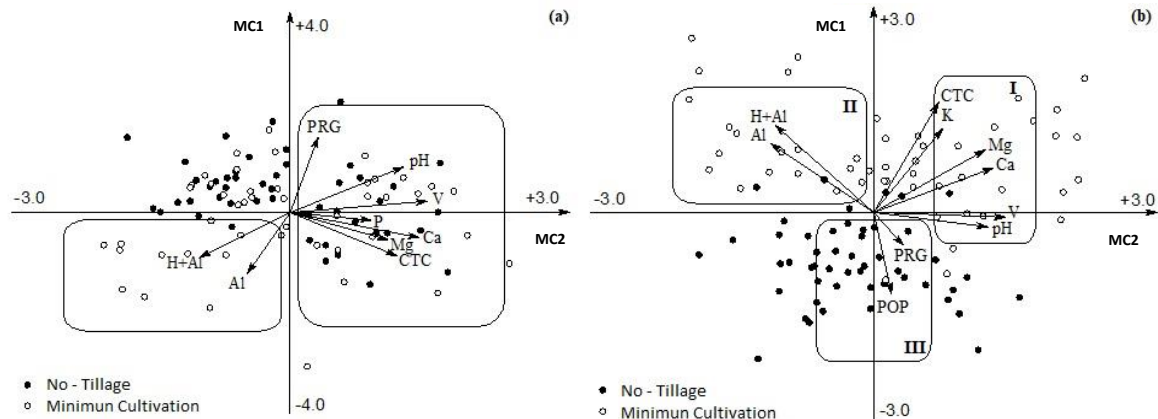 MC1
+4.0
(a)
PRG
pH
V
-3.0
+3.0
P
MC2
Mg
Ca
CTC
H+Al
Al
No - Tillage
Minimun Cultivation
-4.0
MC1
+3.0
(b)
I
CTC
II
K
H+Al
Al
Mg
Ca
-3.0
+3.0
V
pH
MC2
PRG
POP
III
No - Tillage
Minimun Cultivation
-3.0